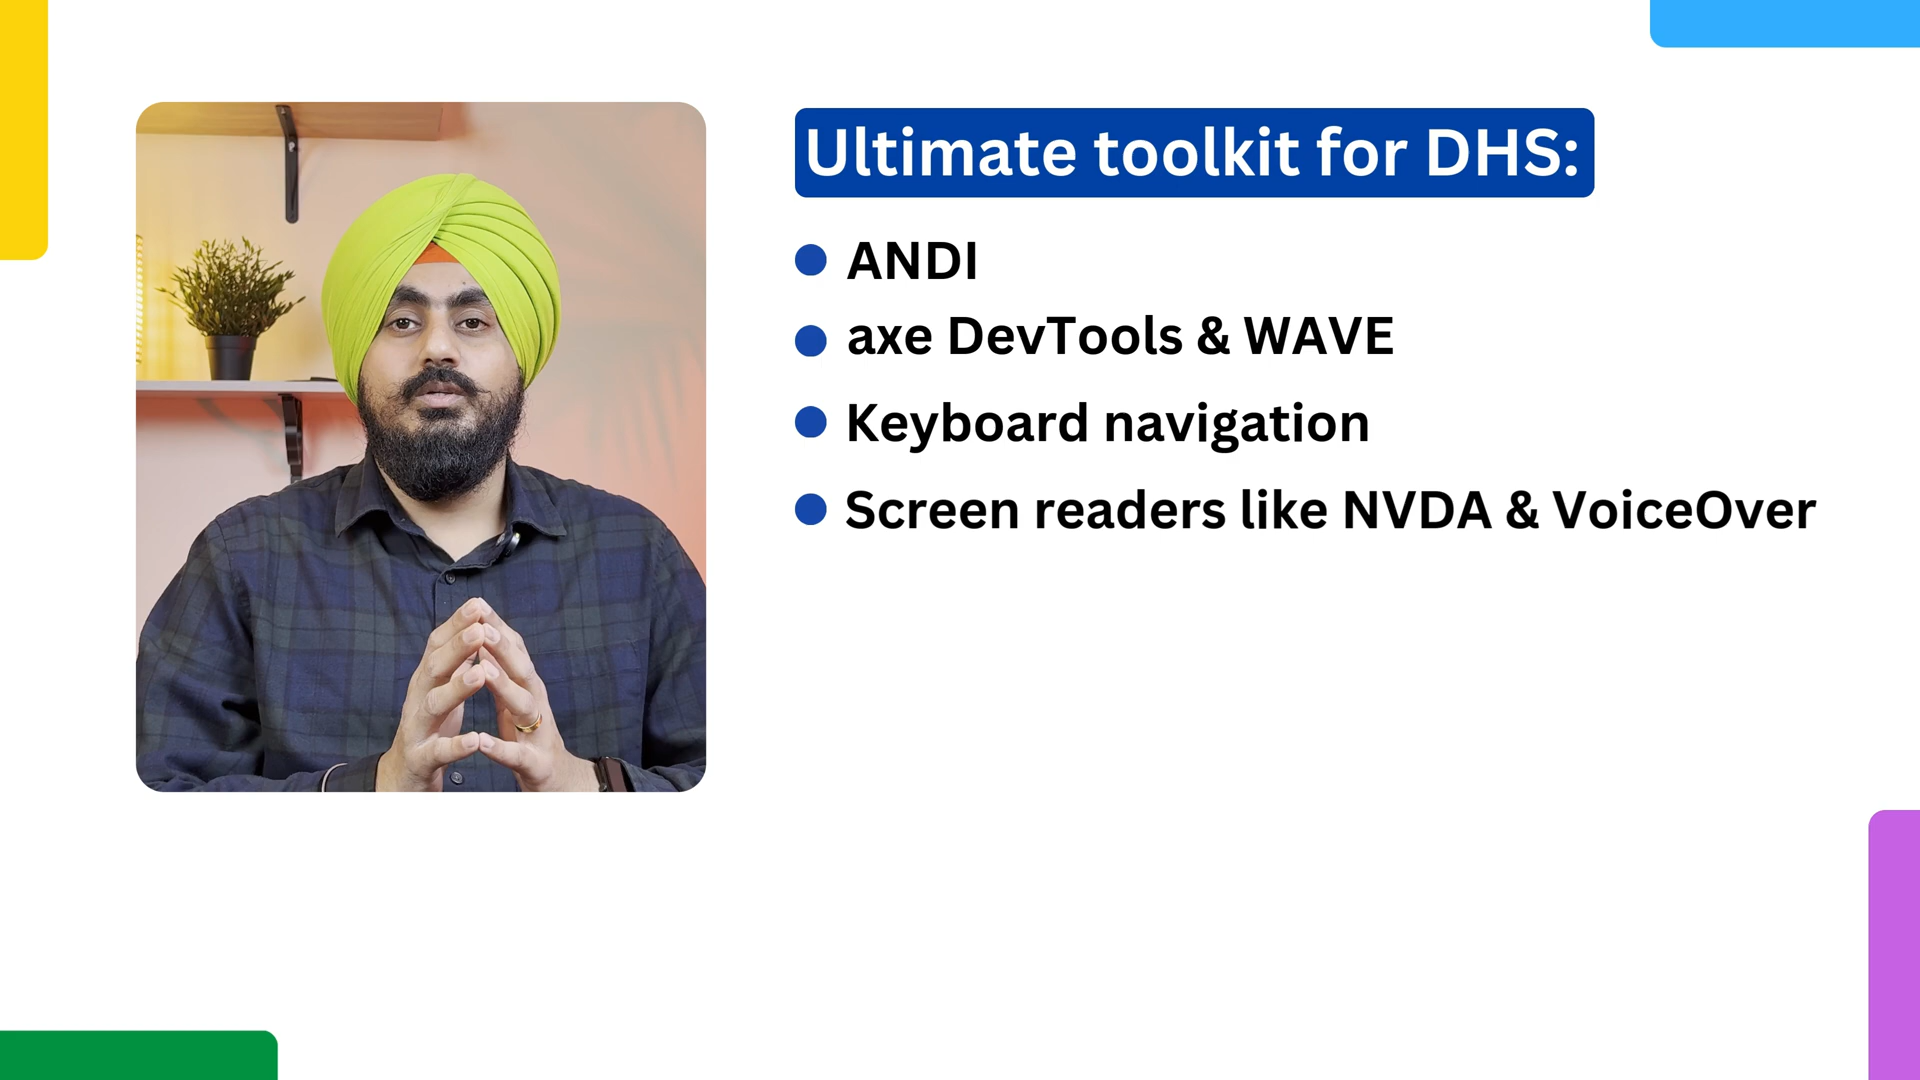 Ultimate toolkit for DHS:
ANDI
axe DevTools & WAVE
Keyboard navigation
Screen readers like NVDA & VoiceOver